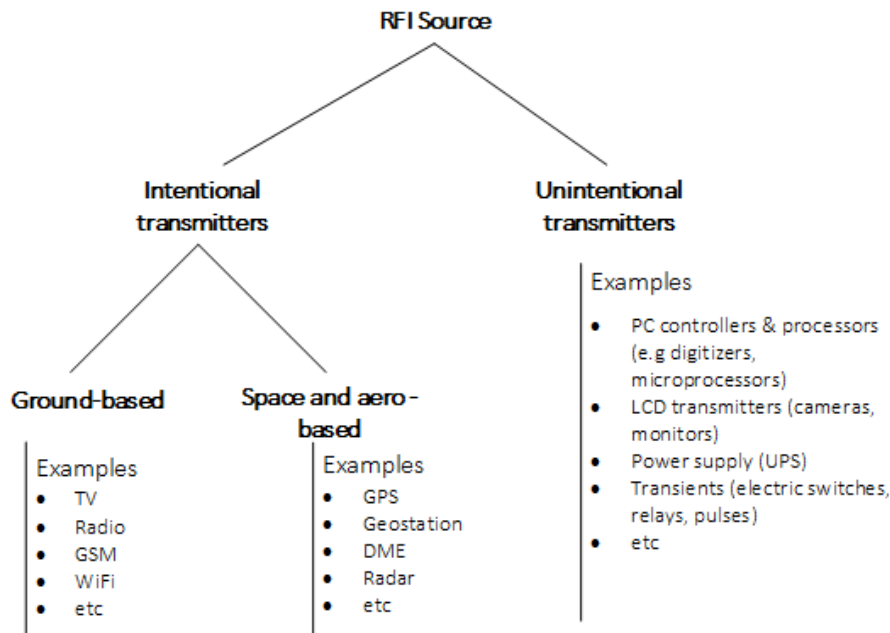 RFI Source
Intentional
transmitters
Unintentional
transmitters
Ground-based
Examples
• TV
• Radio
• GSM
• WiFi
• etc
Space and aero-
based
Examples
• GPS
• Geostation
• DME
• Radar
• etc
Examples
• PC controllers & processors
(e.g digitizers,
microprocessors)
• LCD transmitters (cameras,
monitors)
• Power supply (UPS)
• Transients (electric switches,
relays, pulses)
• etc